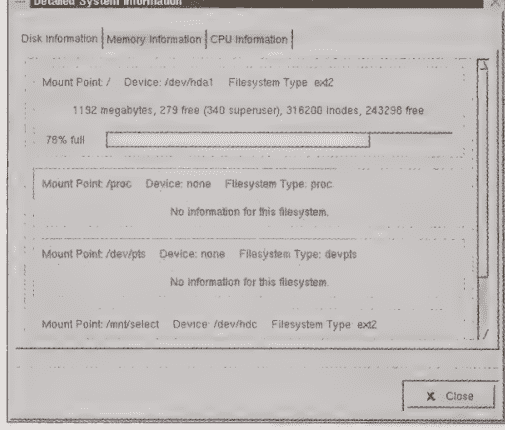 Detailed System Information
Disk Information Memory Information CPU Information
Mount Point: / Device: /dev/hda1 Filesystem Type: ext2
1192 megabytes, 279 free (340 superuser), 316200 inodes, 243298 free
76% full
Mount Point: /proc Device: none Filesystem Type: proc
No information for this filesystem.
Mount Point: /dev/pts Device: none Filesystem Type: devpts
No information for this filesystem.
Mount Point: /mnt/select Device: /dev/hdc Filesystem Type: ext2
X Close